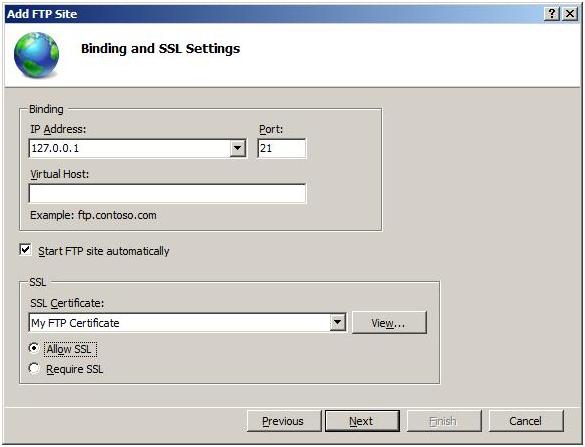 Add FTP Site
Binding and SSL Settings
Binding
IP Address: Port:
127.0.0.1 21
Virtual Host:
Example: ftp.contoso.com
Start FTP site automatically
SSL
SSL Certificate:
My FTP Certificate View...
Allow SSL
Require SSL
Previous Next Finish Cancel